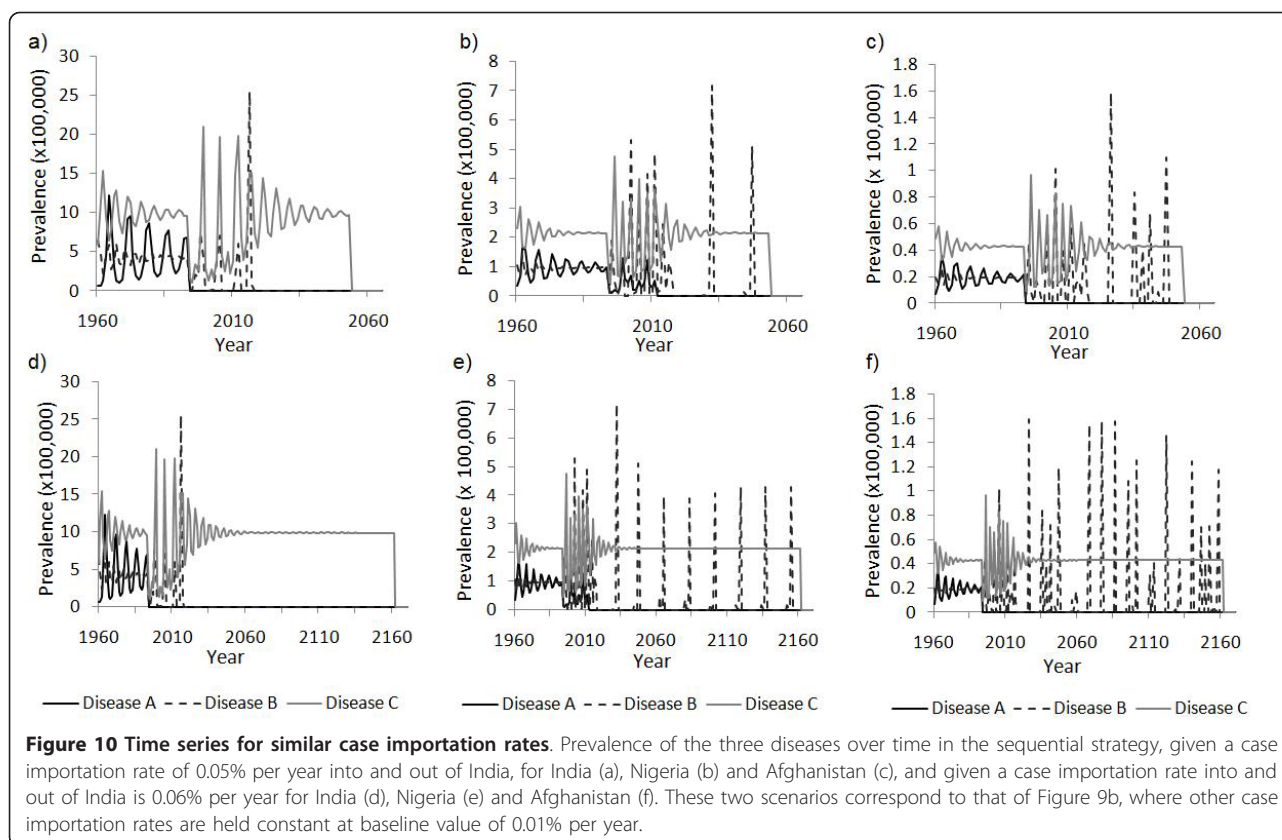 a)
Prevalence (x100,000)
30
25
20
15
10
5
0
1960 2010 2060
Year
b)
Prevalence (x100,000)
8
7
6
5
4
3
2
1
0
1960 2010 2060
Year
c)
Prevalence (x 100,000)
1.8
1.6
1.4
1.2
1
0.8
0.6
0.4
0.2
0
1960 2010 2060
Year
d)
Prevalence (x100,000)
30
25
20
15
10
5
0
1960 2010 2060 2110 2160
Year
e)
Prevalence (x 100,000)
8
7
6
5
4
3
2
1
0
1960 2010 2060 2110 2160
Year
f)
Prevalence (x 100,000)
1.8
1.6
1.4
1.2
1
0.8
0.6
0.4
0.2
0
1960 2010 2060 2110 2160
Year
Disease A Disease B Disease C
Disease A Disease B Disease C
Disease A Disease B Disease C
Figure 10 Time series for similar case importation rates. Prevalence of the three diseases over time in the sequential strategy, given a case
importation rate of 0.05% per year into and out of India, for India (a), Nigeria (b) and Afghanistan (c), and given a case importation rate into and
out of India is 0.06% per year for India (d), Nigeria (e) and Afghanistan (f). These two scenarios correspond to that of Figure 9b, where other case
importation rates are held constant at baseline value of 0.01% per year.